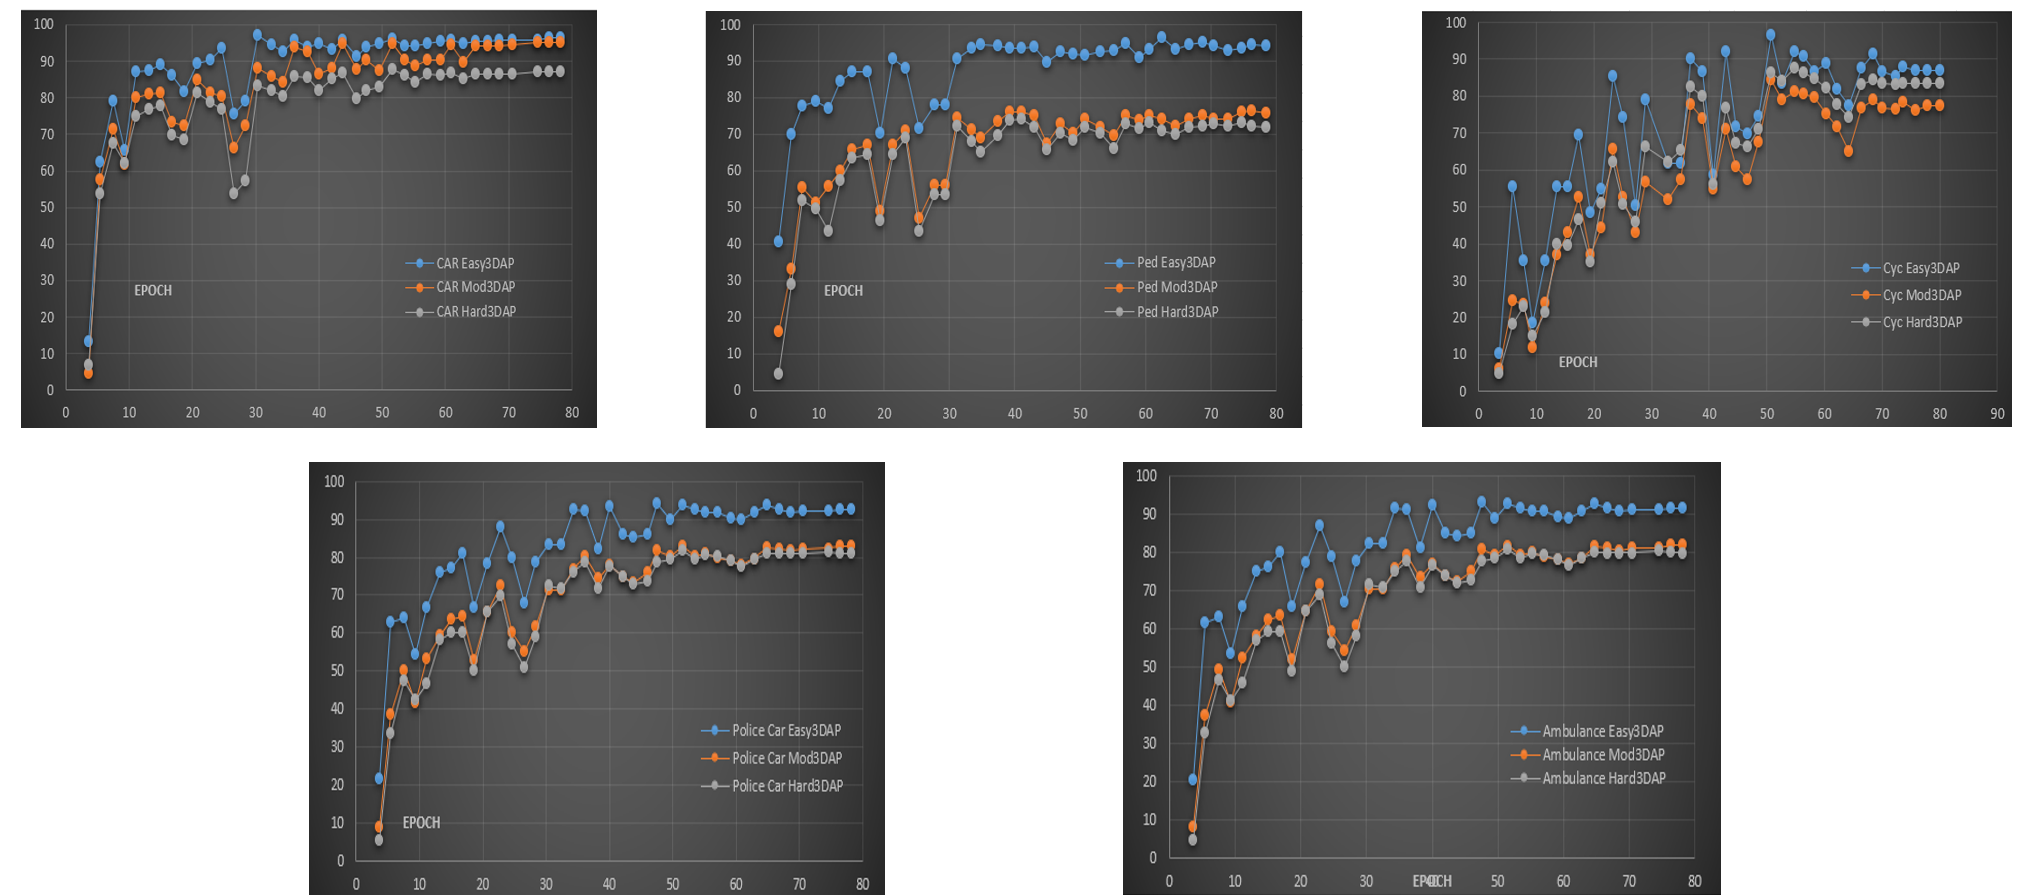 100
90
80
70
60
50
40
30
20
10
0
0 10 20 30 40 50 60 70 80
EPOCH
CAR Easy3DAP
CAR Mod3DAP
CAR Hard3DAP
100
90
80
70
60
50
40
30
20
10
0
0 10 20 30 40 50 60 70 80
EPOCH
Ped Easy3DAP
Ped Mod3DAP
Ped Hard3DAP
100
90
80
70
60
50
40
30
20
10
0
0 10 20 30 40 50 60 70 80 90
EPOCH
Cyc Easy3DAP
Cyc Mod3DAP
Cyc Hard3DAP
100
90
80
70
60
50
40
30
20
10
0
0 10 20 30 40 50 60 70 80
EPOCH
Police Car Easy3DAP
Police Car Mod3DAP
Police Car Hard3DAP
100
90
80
70
60
50
40
30
20
10
0
0 10 20 30 40 50 60 70 80
EPOCH
Ambulance Easy3DAP
Ambulance Mod3DAP
Ambulance Hard3DAP